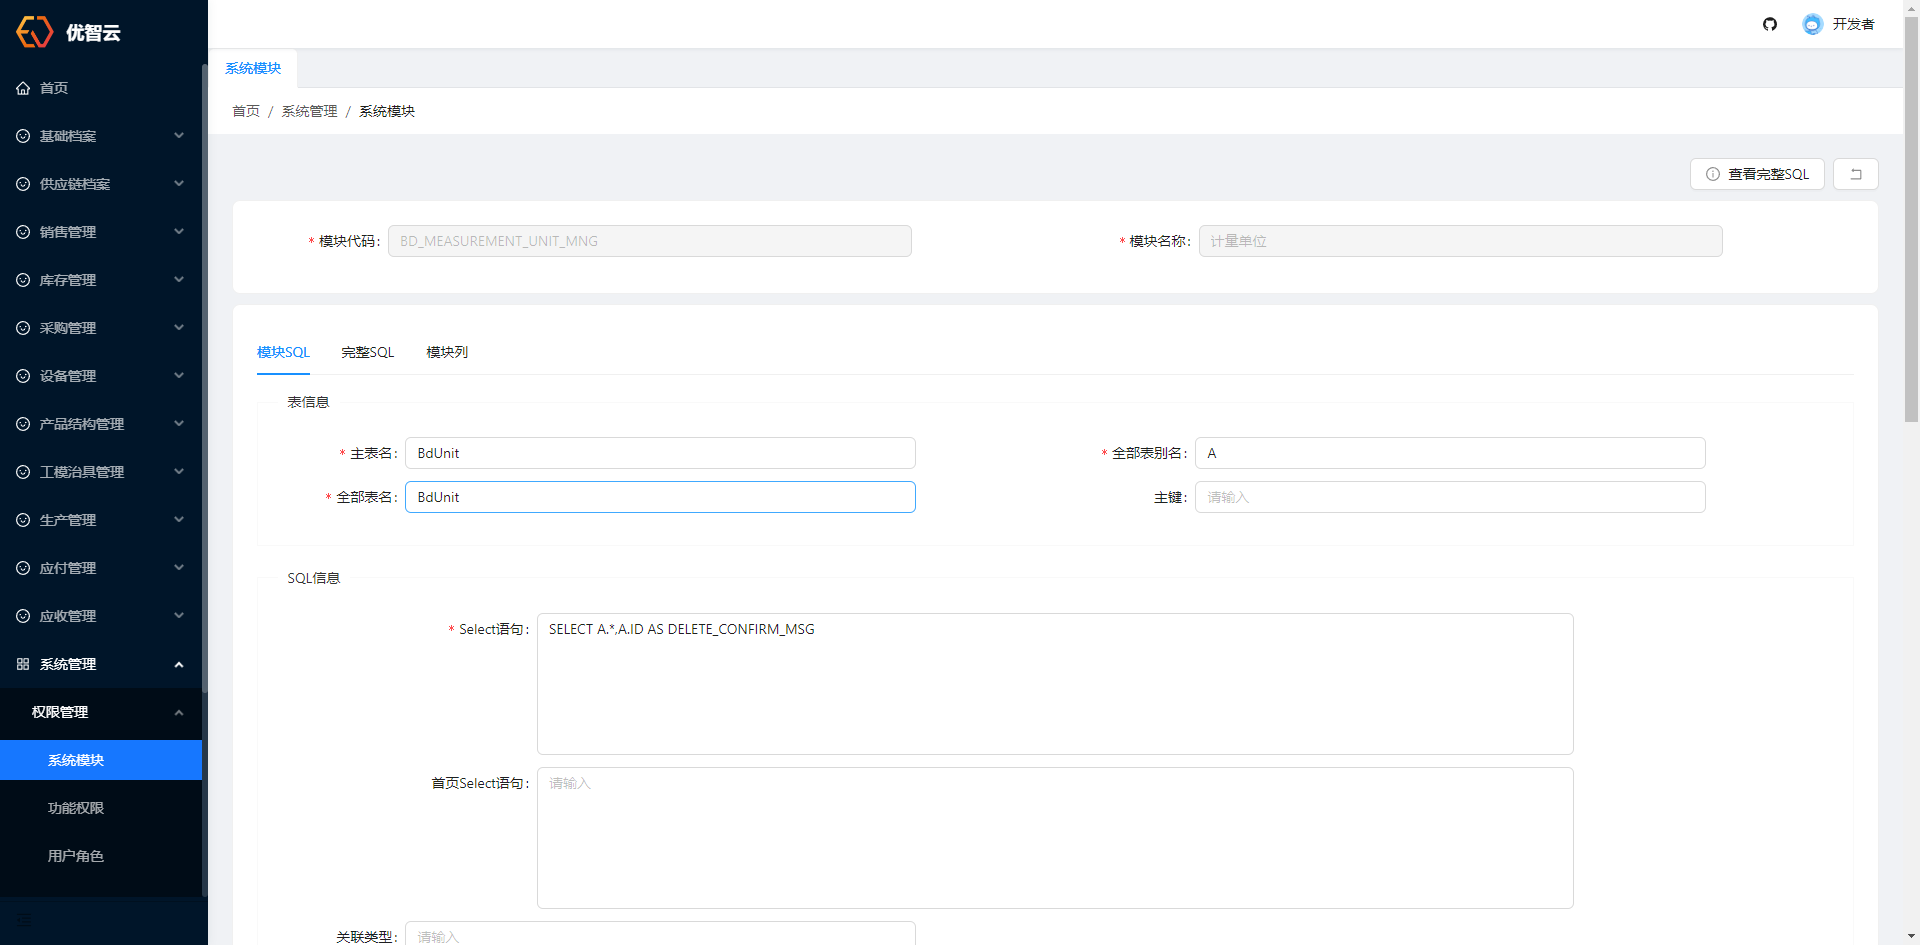 优智云
首页
基础档案
供应链档案
销售管理
库存管理
采购管理
设备管理
产品结构管理
工模治具管理
生产管理
应付管理
应收管理
系统管理
权限管理
系统模块
功能权限
用户角色
开发者
系统模块
首页 / 系统管理 / 系统模块
查看完整SQL
* 模块代码: BD_MEASUREMENT_UNIT_MNG
* 模块名称: 计量单位
模块SQL 完整SQL 模块列
表信息
* 主表名: BdUnit
* 全部表别名: A
* 全部表名: BdUnit
主键: 请输入
SQL信息
* Select语句: SELECT A.*,A.ID AS DELETE_CONFIRM_MSG
首页Select语句: 请输入
关联类型: 请输入